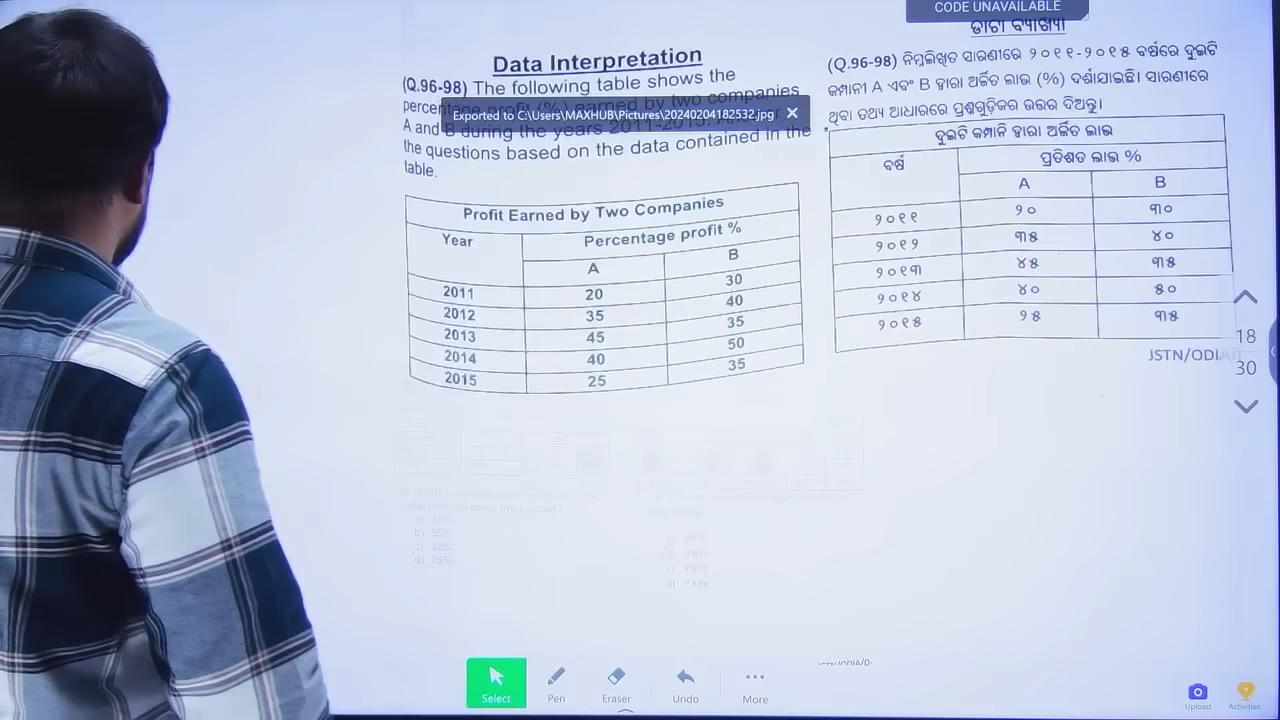 CODE UNAVAILABLE
Data Interpretation
(Q.96-98) The following table shows the
percentage profit (%) earned by two companies
A and B during the years 2011-2015.
the questions based on the data contained in the
table.
Exported to C:\Users\MAXHUB\Pictures\20240204182532.jpg
Profit Earned by Two Companies
Year Percentage profit %
A B
2011 20 30
2012 35 40
2013 45 35
2014 40 50
2015 25 35
ଡାଟା ବ୍ୟାଖ୍ୟା
(Q.96-98) ନିମ୍ନଲିଖିତ ସାରଣୀରେ ୨୦୧୧-୨୦୧୫ ବର୍ଷରେ ଦୁଇଟି
କମ୍ପାନୀ A ଏବଂ B ଦ୍ଵାରା ଅର୍ଜିତ ଲାଭ (%) ଦର୍ଶାଯାଇଛି। ସାରଣୀରେ
ଥିବା ତଥ୍ୟ ଆଧାରରେ ପ୍ରଶ୍ନଗୁଡ଼ିକର ଉତ୍ତର ଦିଅନ୍ତୁ।
ଦୁଇଟି କମ୍ପାନି ଦ୍ଵାରା ଅର୍ଜିତ ଲାଭ
ବର୍ଷ ପ୍ରତିଶତ ଲାଭ %
A B
୨୦୧୧ ୨୦ ୩୦
୨୦୧୨ ୩୫ ୪୦
୨୦୧୩ ୪୫ ୩୫
୨୦୧୪ ୪୦ ୫୦
୨୦୧୫ ୨୫ ୩୫
JSTN/ODIA/
18
30
Select
Pen
Eraser
Undo
More
Upload
Activities